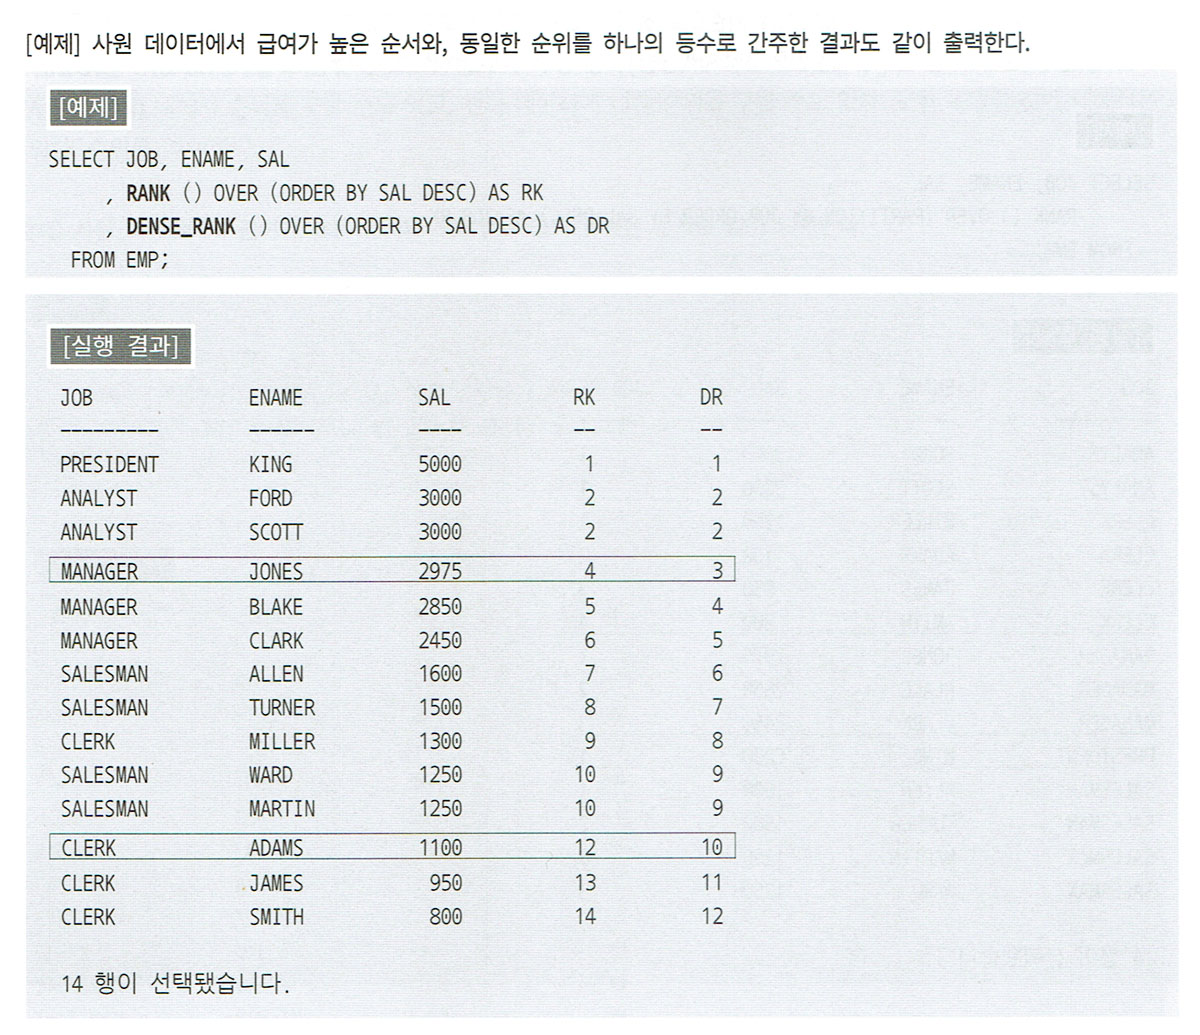 [예제] 사원 데이터에서 급여가 높은 순서와, 동일한 순위를 하나의 등수로 간주한 결과도 같이 출력한다.
[예제]
SELECT JOB, ENAME, SAL
, RANK () OVER (ORDER BY SAL DESC) AS RK
, DENSE_RANK () OVER (ORDER BY SAL DESC) AS DR
FROM EMP;
[실행 결과]
JOB ENAME SAL RK DR
--------- ------ ---- -- --
PRESIDENT KING 5000 1 1
ANALYST FORD 3000 2 2
ANALYST SCOTT 3000 2 2
MANAGER JONES 2975 4 3
MANAGER BLAKE 2850 5 4
MANAGER CLARK 2450 6 5
SALESMAN ALLEN 1600 7 6
SALESMAN TURNER 1500 8 7
CLERK MILLER 1300 9 8
SALESMAN WARD 1250 10 9
SALESMAN MARTIN 1250 10 9
CLERK ADAMS 1100 12 10
CLERK JAMES 950 13 11
CLERK SMITH 800 14 12
14 행이 선택됐습니다.